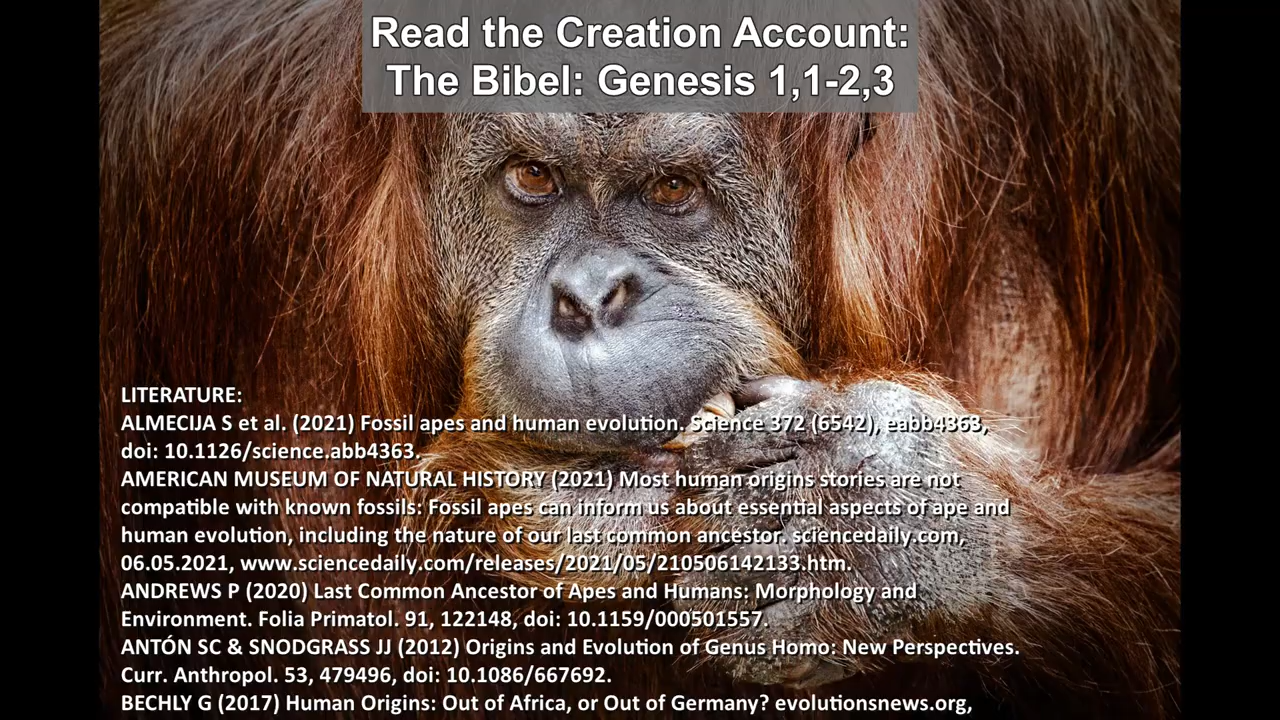 Read the Creation Account:
The Bibel: Genesis 1,1-2,3
LITERATURE:
ALMECIJA S et al. (2021) Fossil apes and human evolution. Science 372 (6542), eabb4363,
doi: 10.1126/science.abb4363.
AMERICAN MUSEUM OF NATURAL HISTORY (2021) Most human origins stories are not
compatible with known fossils: Fossil apes can inform us about essential aspects of ape and
human evolution, including the nature of our last common ancestor. sciencedaily.com,
06.05.2021, www.sciencedaily.com/releases/2021/05/210506142133.htm.
ANDREWS P (2020) Last Common Ancestor of Apes and Humans: Morphology and
Environment. Folia Primatol. 91, 122148, doi: 10.1159/000501557.
ANTÓN SC & SNODGRASS JJ (2012) Origins and Evolution of Genus Homo: New Perspectives.
Curr. Anthropol. 53, 479496, doi: 10.1086/667692.
BECHLY G (2017) Human Origins: Out of Africa, or Out of Germany? evolutionsnews.org,